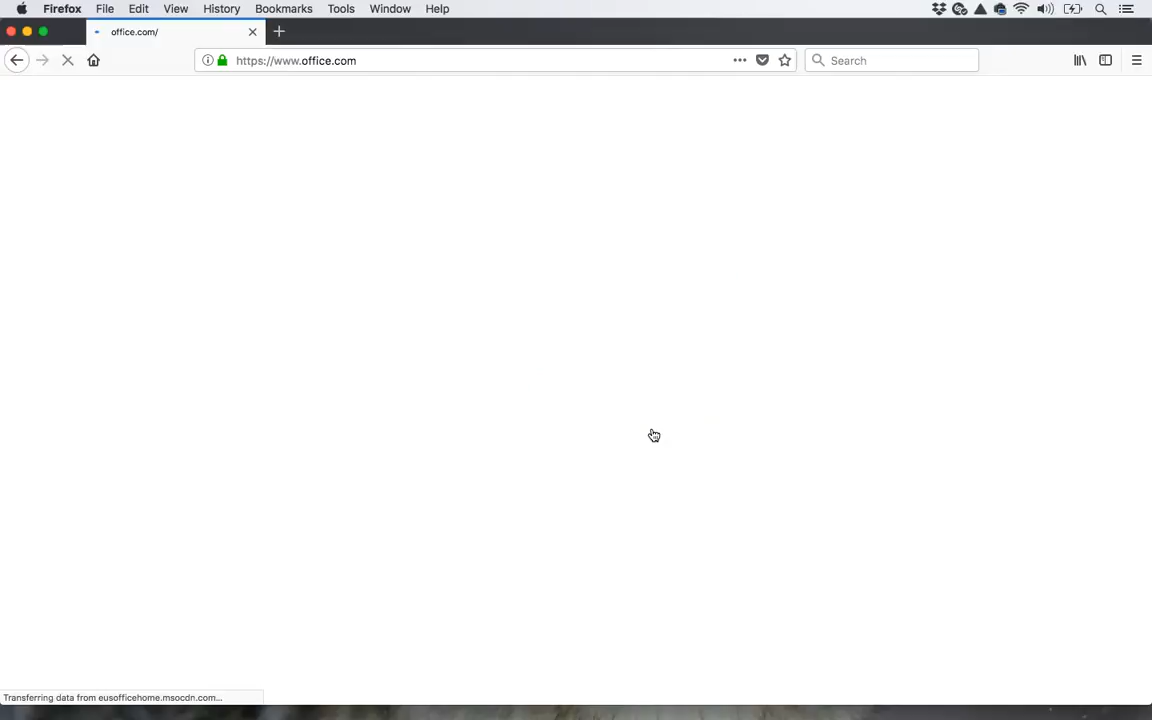 Firefox File Edit View History Bookmarks Tools Window Help
office.com/
https://www.office.com
Search
Transferring data from eusofficehome.msocdn.com...